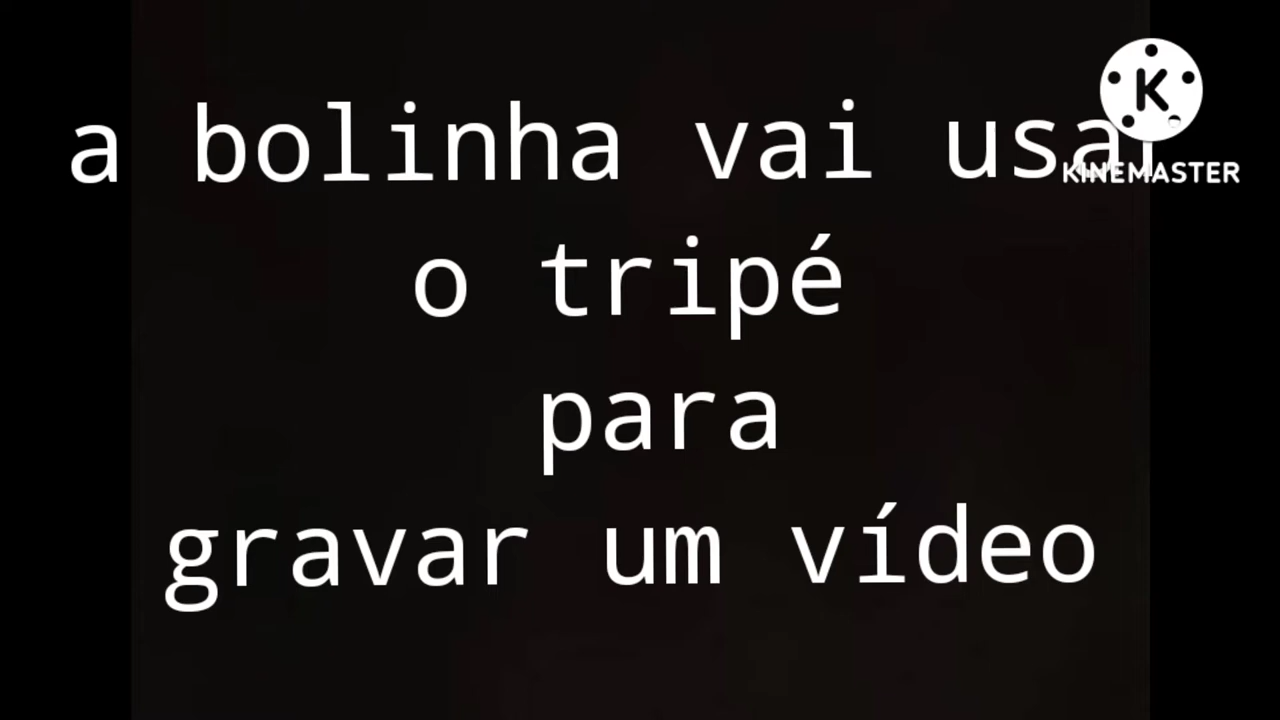 a bolinha vai usar
o tripé
para
gravar um vídeo
K
KINEMASTER